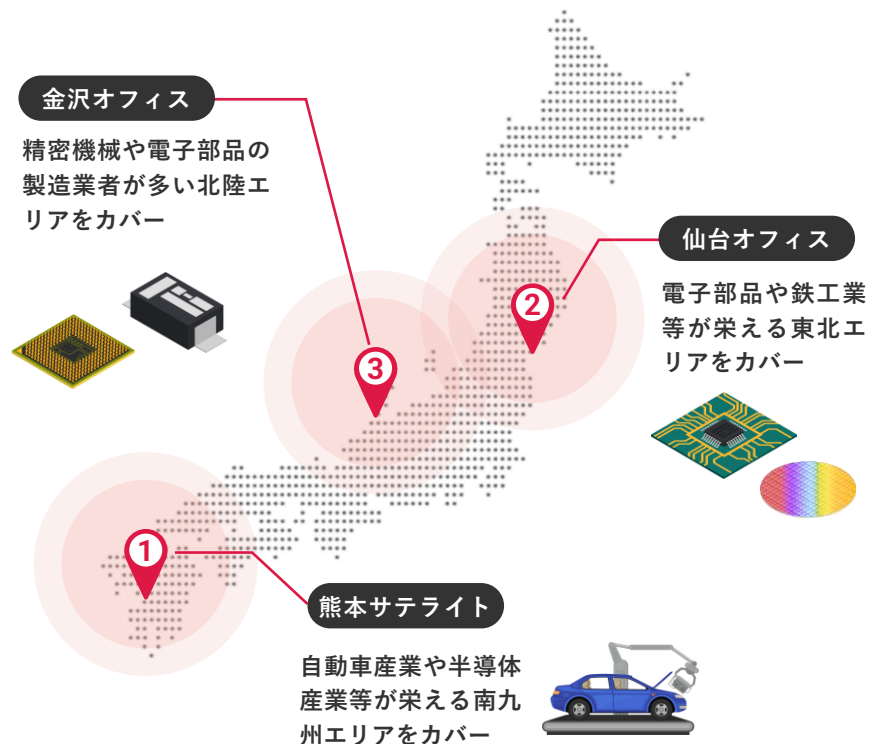 金沢オフィス
精密機械や電子部品の
製造業者が多い北陸エ
リアをカバー
仙台オフィス
電子部品や鉄工業
等が栄える東北エ
リアをカバー
2
3
1
熊本サテライト
自動車産業や半導体
産業等が栄える南九
州エリアをカバー